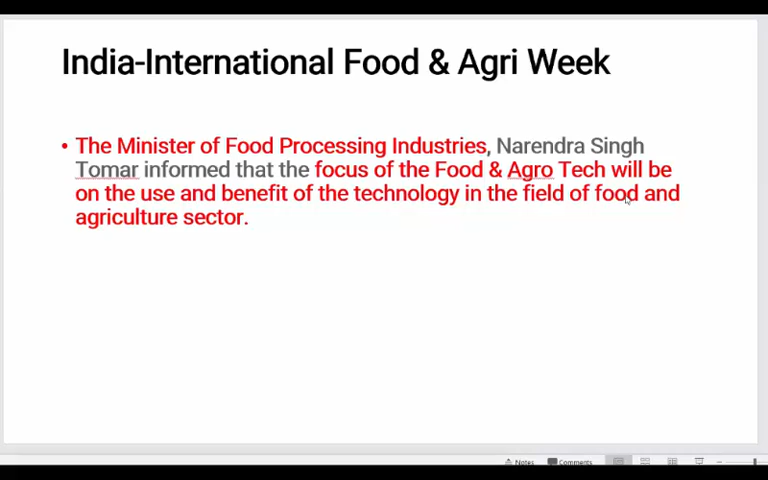 India-International Food & Agri Week
• The Minister of Food Processing Industries, Narendra Singh
Tomar informed that the focus of the Food & Agro Tech will be
on the use and benefit of the technology in the field of food and
agriculture sector.
Notes Comments